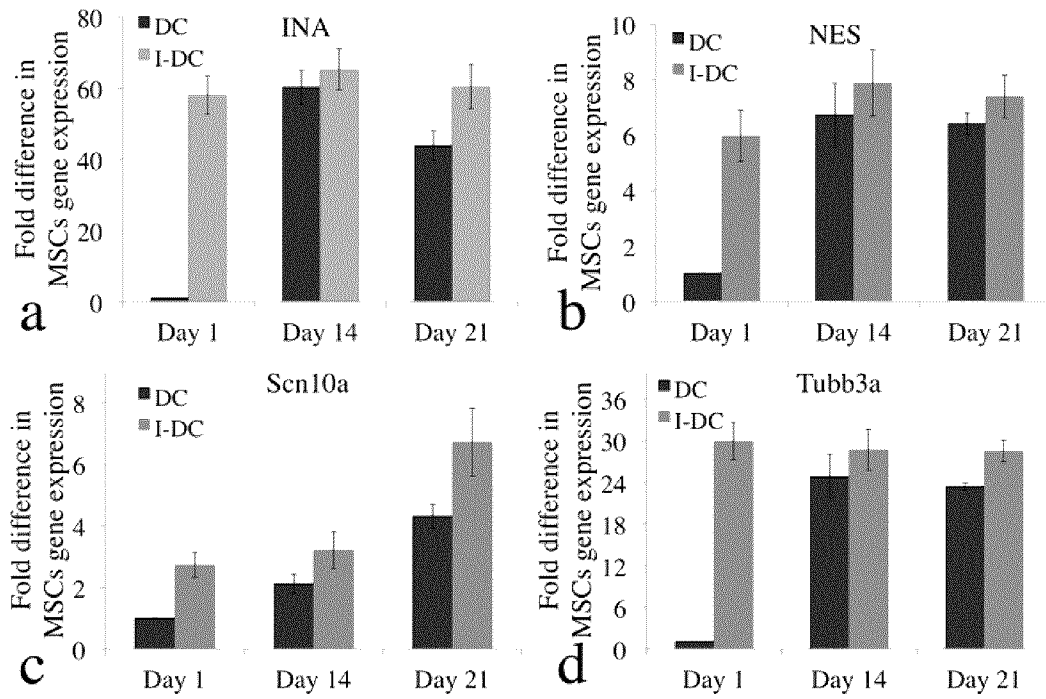 80
60
40
20
0
DC
I-DC
INA
Fold difference in
MSCs gene expression
Day 1
Day 14
Day 21
a
10
8
6
4
2
0
DC
I-DC
NES
Fold difference in
MSCs gene expression
Day 1
Day 14
Day 21
b
8
6
4
2
0
DC
I-DC
Scn10a
Fold difference in
MSCs gene expression
Day 1
Day 14
Day 21
c
36
30
24
18
12
6
0
DC
I-DC
Tubb3a
Fold difference in
MSCs gene expression
Day 1
Day 14
Day 21
d